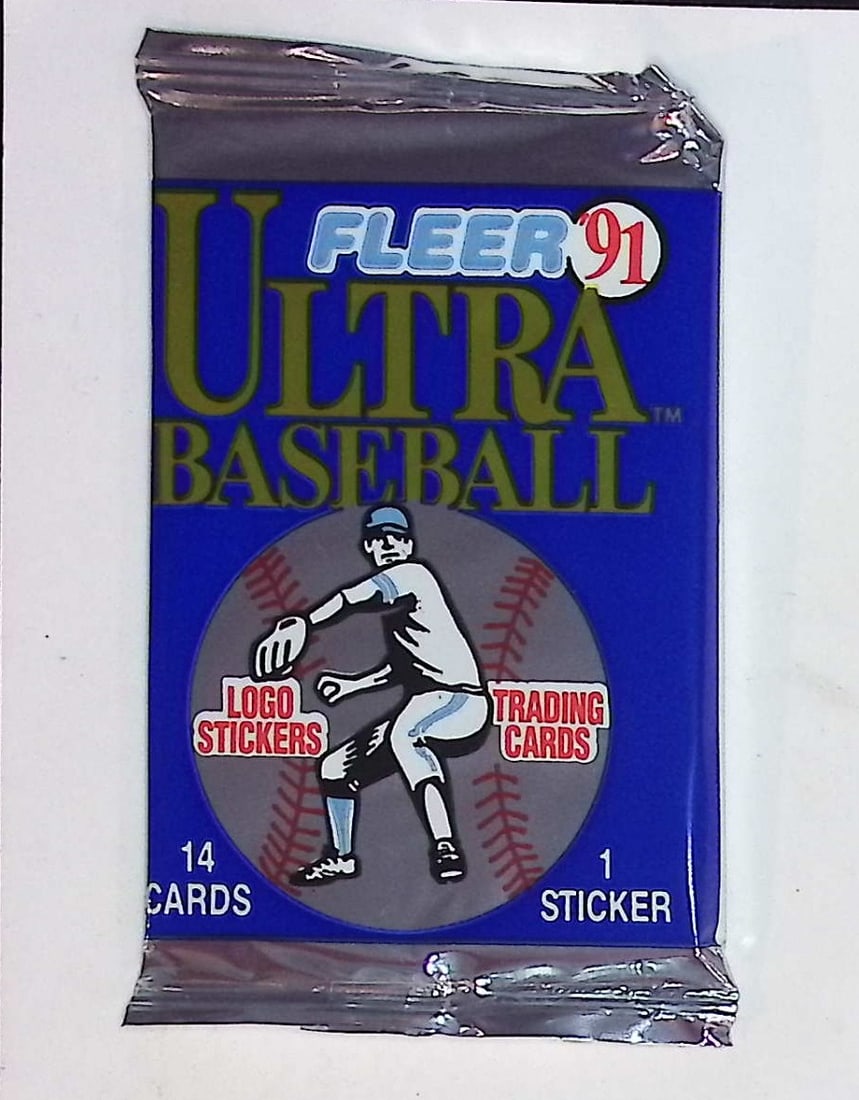 FLEER '91
ULTRA™
BASEBALL
LOGO
STICKERS
TRADING
CARDS
14
CARDS
1
STICKER